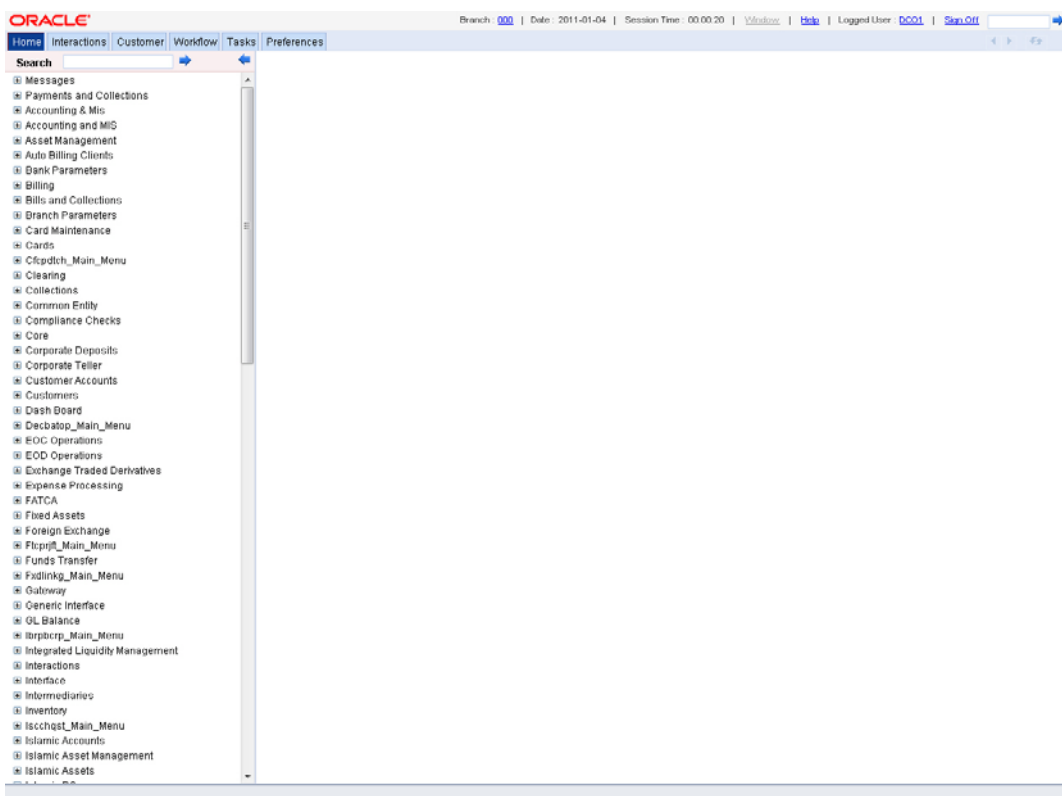 ORACLE
Branch : 000 | Date : 2011-01-04 | Session Time : 00:00:20 | Window | Help | Logged User : DCO1 | Sign Off
Home Interactions Customer Workflow Tasks Preferences
Search
Messages
Payments and Collections
Accounting & Mis
Accounting and MIS
Asset Management
Auto Billing Clients
Bank Parameters
Billing
Bills and Collections
Branch Parameters
Card Maintenance
Cards
Cfcpdtch_Main_Menu
Clearing
Collections
Common Entity
Compliance Checks
Core
Corporate Deposits
Corporate Teller
Customer Accounts
Customers
Dash Board
Decbatop_Main_Menu
EOC Operations
EOD Operations
Exchange Traded Derivatives
Expense Processing
FATCA
Fixed Assets
Foreign Exchange
Ftcprjft_Main_Menu
Funds Transfer
Fxdlinkg_Main_Menu
Gateway
Generic Interface
GL Balance
Ibrpbcrp_Main_Menu
Integrated Liquidity Management
Interactions
Interface
Intermediaries
Inventory
Iscchqst_Main_Menu
Islamic Accounts
Islamic Asset Management
Islamic Assets